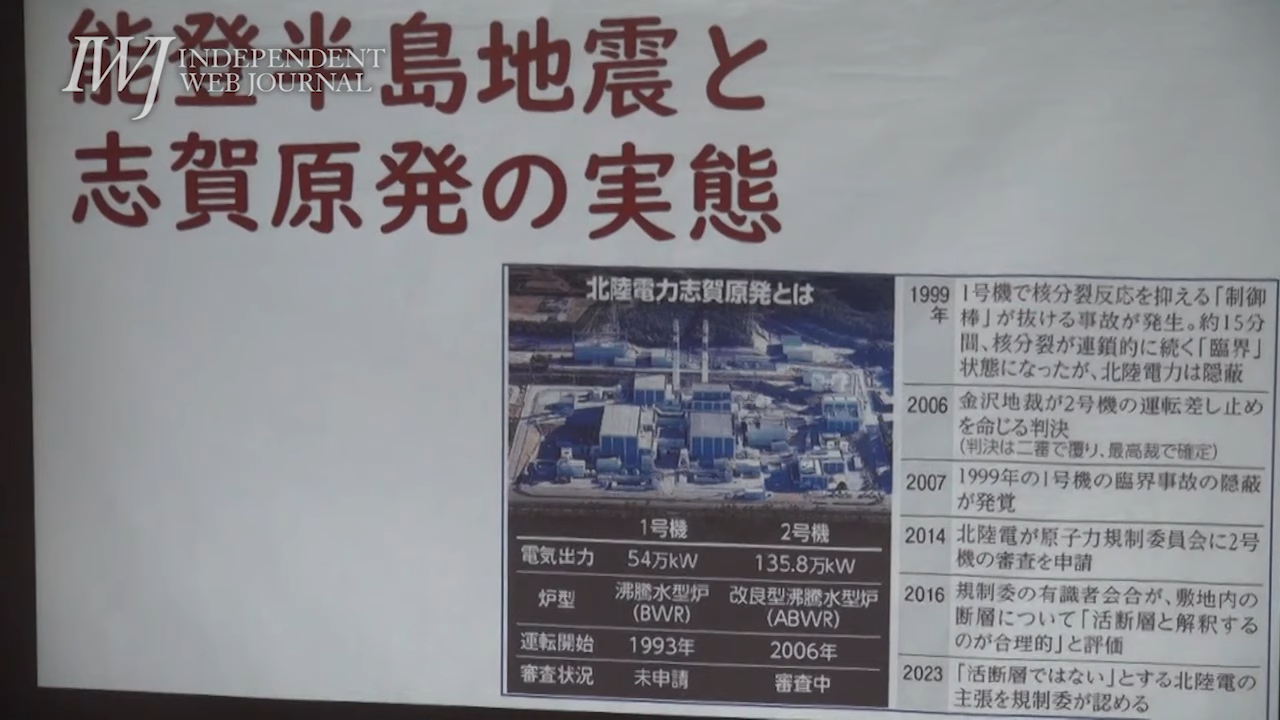 IWJ INDEPENDENT
WEB JOURNAL
能登半島地震と
志賀原発の実態
北陸電力志賀原発とは
1号機 2号機
電気出力 54万kW 135.8万kW
炉型 沸騰水型炉 改良型沸騰水型炉
(BWR) (ABWR)
運転開始 1993年 2006年
審査状況 未申請 審査中
1999年 1号機で核分裂反応を抑える「制御
棒」が抜ける事故が発生。約15分
間、核分裂が連鎖的に続く「臨界」
状態になったが、北陸電力は隠蔽
2006 金沢地裁が2号機の運転差し止め
を命じる判決
(判決は二審で覆り、最高裁で確定)
2007 1999年の1号機の臨界事故の隠蔽
が発覚
2014 北陸電が原子力規制委員会に2号
機の審査を申請
2016 規制委の有識者会合が、敷地内の
断層について「活断層と解釈する
のが合理的」と評価
2023 「活断層ではない」とする北陸電の
主張を規制委が認める